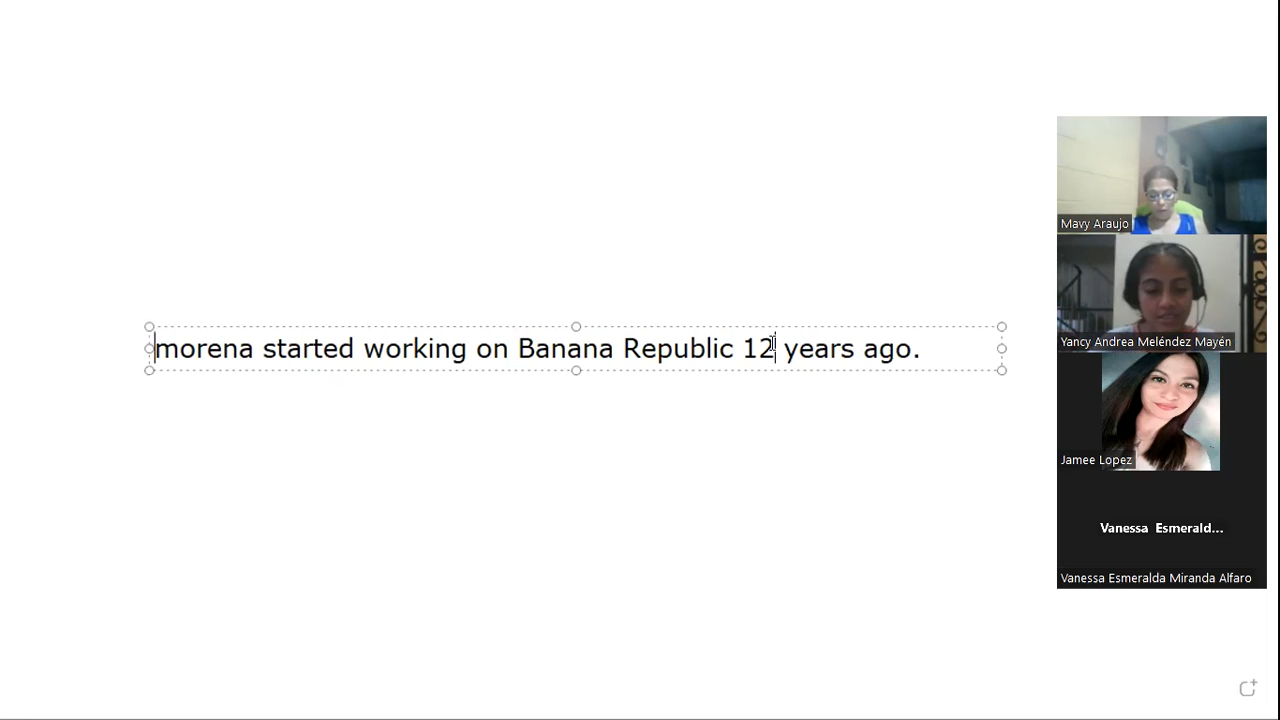 morena started working on Banana Republic 12 years ago.
Mavy Araujo
Yancy Andrea Meléndez Mayén
Jamee Lopez
Vanessa Esmerald...
Vanessa Esmeralda Miranda Alfaro